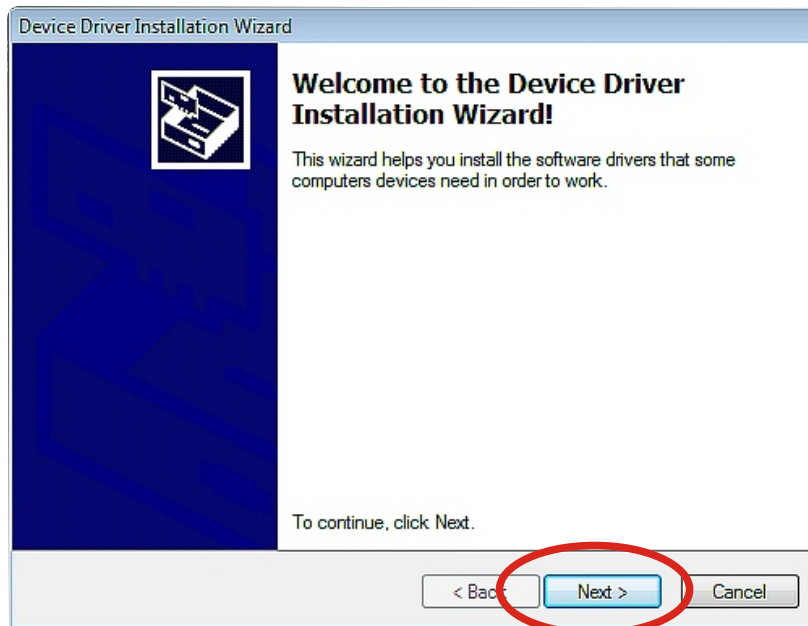 Device Driver Installation Wizard
Welcome to the Device Driver
Installation Wizard!
This wizard helps you install the software drivers that some
computers devices need in order to work.
To continue, click Next.
< Back
Next >
Cancel